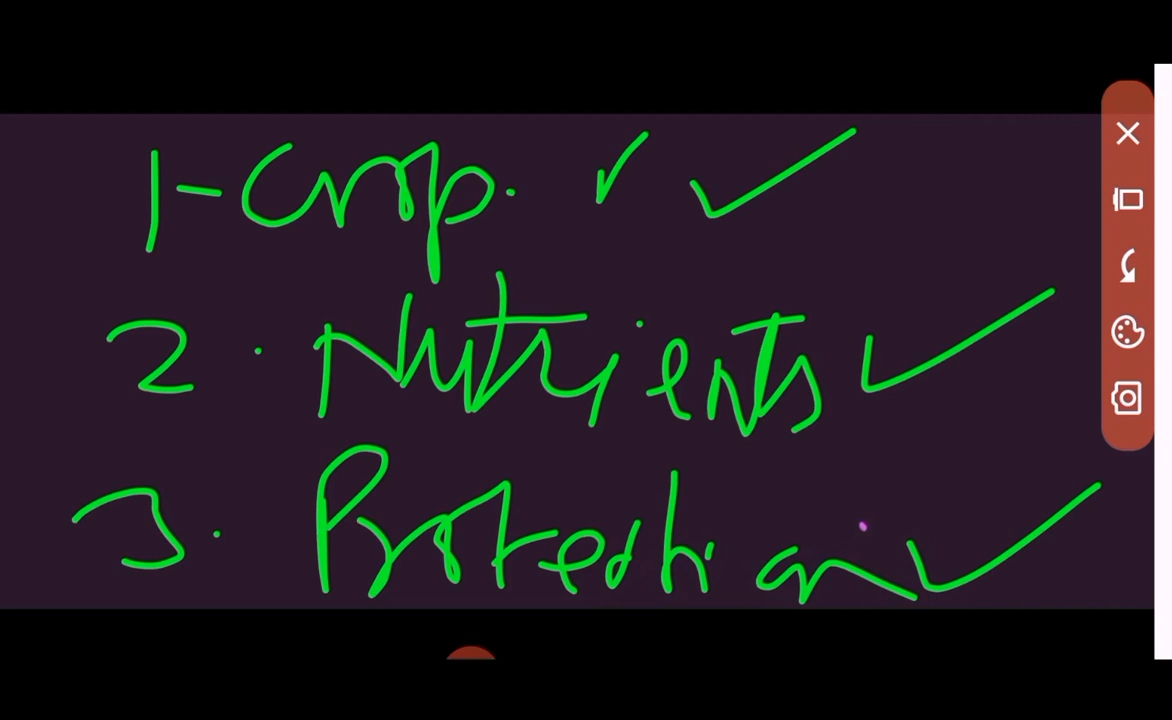 1-Crop. ✓ ✓
2. Nutrients ✓
3. Protection ✓